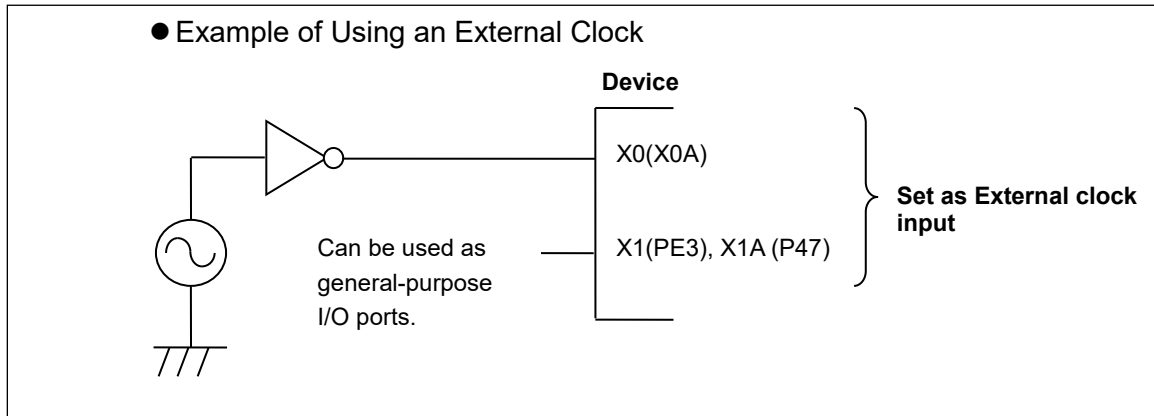 ● Example of Using an External Clock
Device
X0(X0A)
Set as External clock
input
Can be used as
general-purpose
I/O ports.
X1(PE3), X1A (P47)